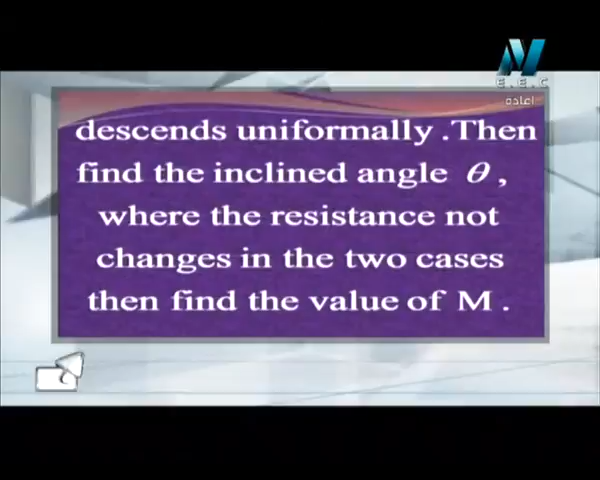 E.E.C
اعادة
descends uniformally .Then
find the inclined angle θ ,
where the resistance not
changes in the two cases
then find the value of M .